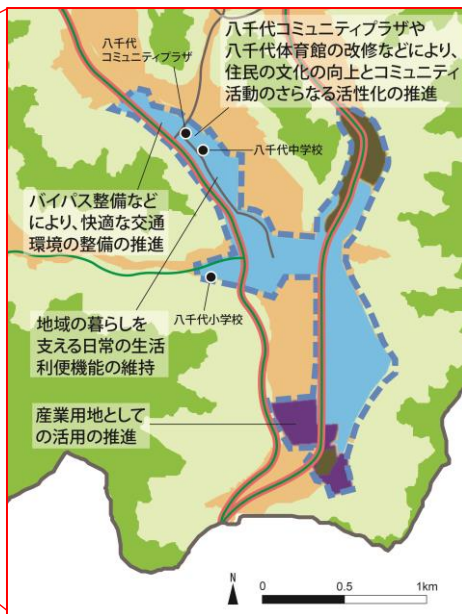 八千代
コミュニティプラザ
八千代コミュニティプラザや
八千代体育館の改修などにより、
住民の文化の向上とコミュニティ
活動のさらなる活性化の推進
八千代中学校
バイパス整備など
により、快適な交通
環境の整備の推進
八千代小学校
地域の暮らしを
支える日常の生活
利便機能の維持
産業用地として
の活用の推進
N
0 0.5 1km